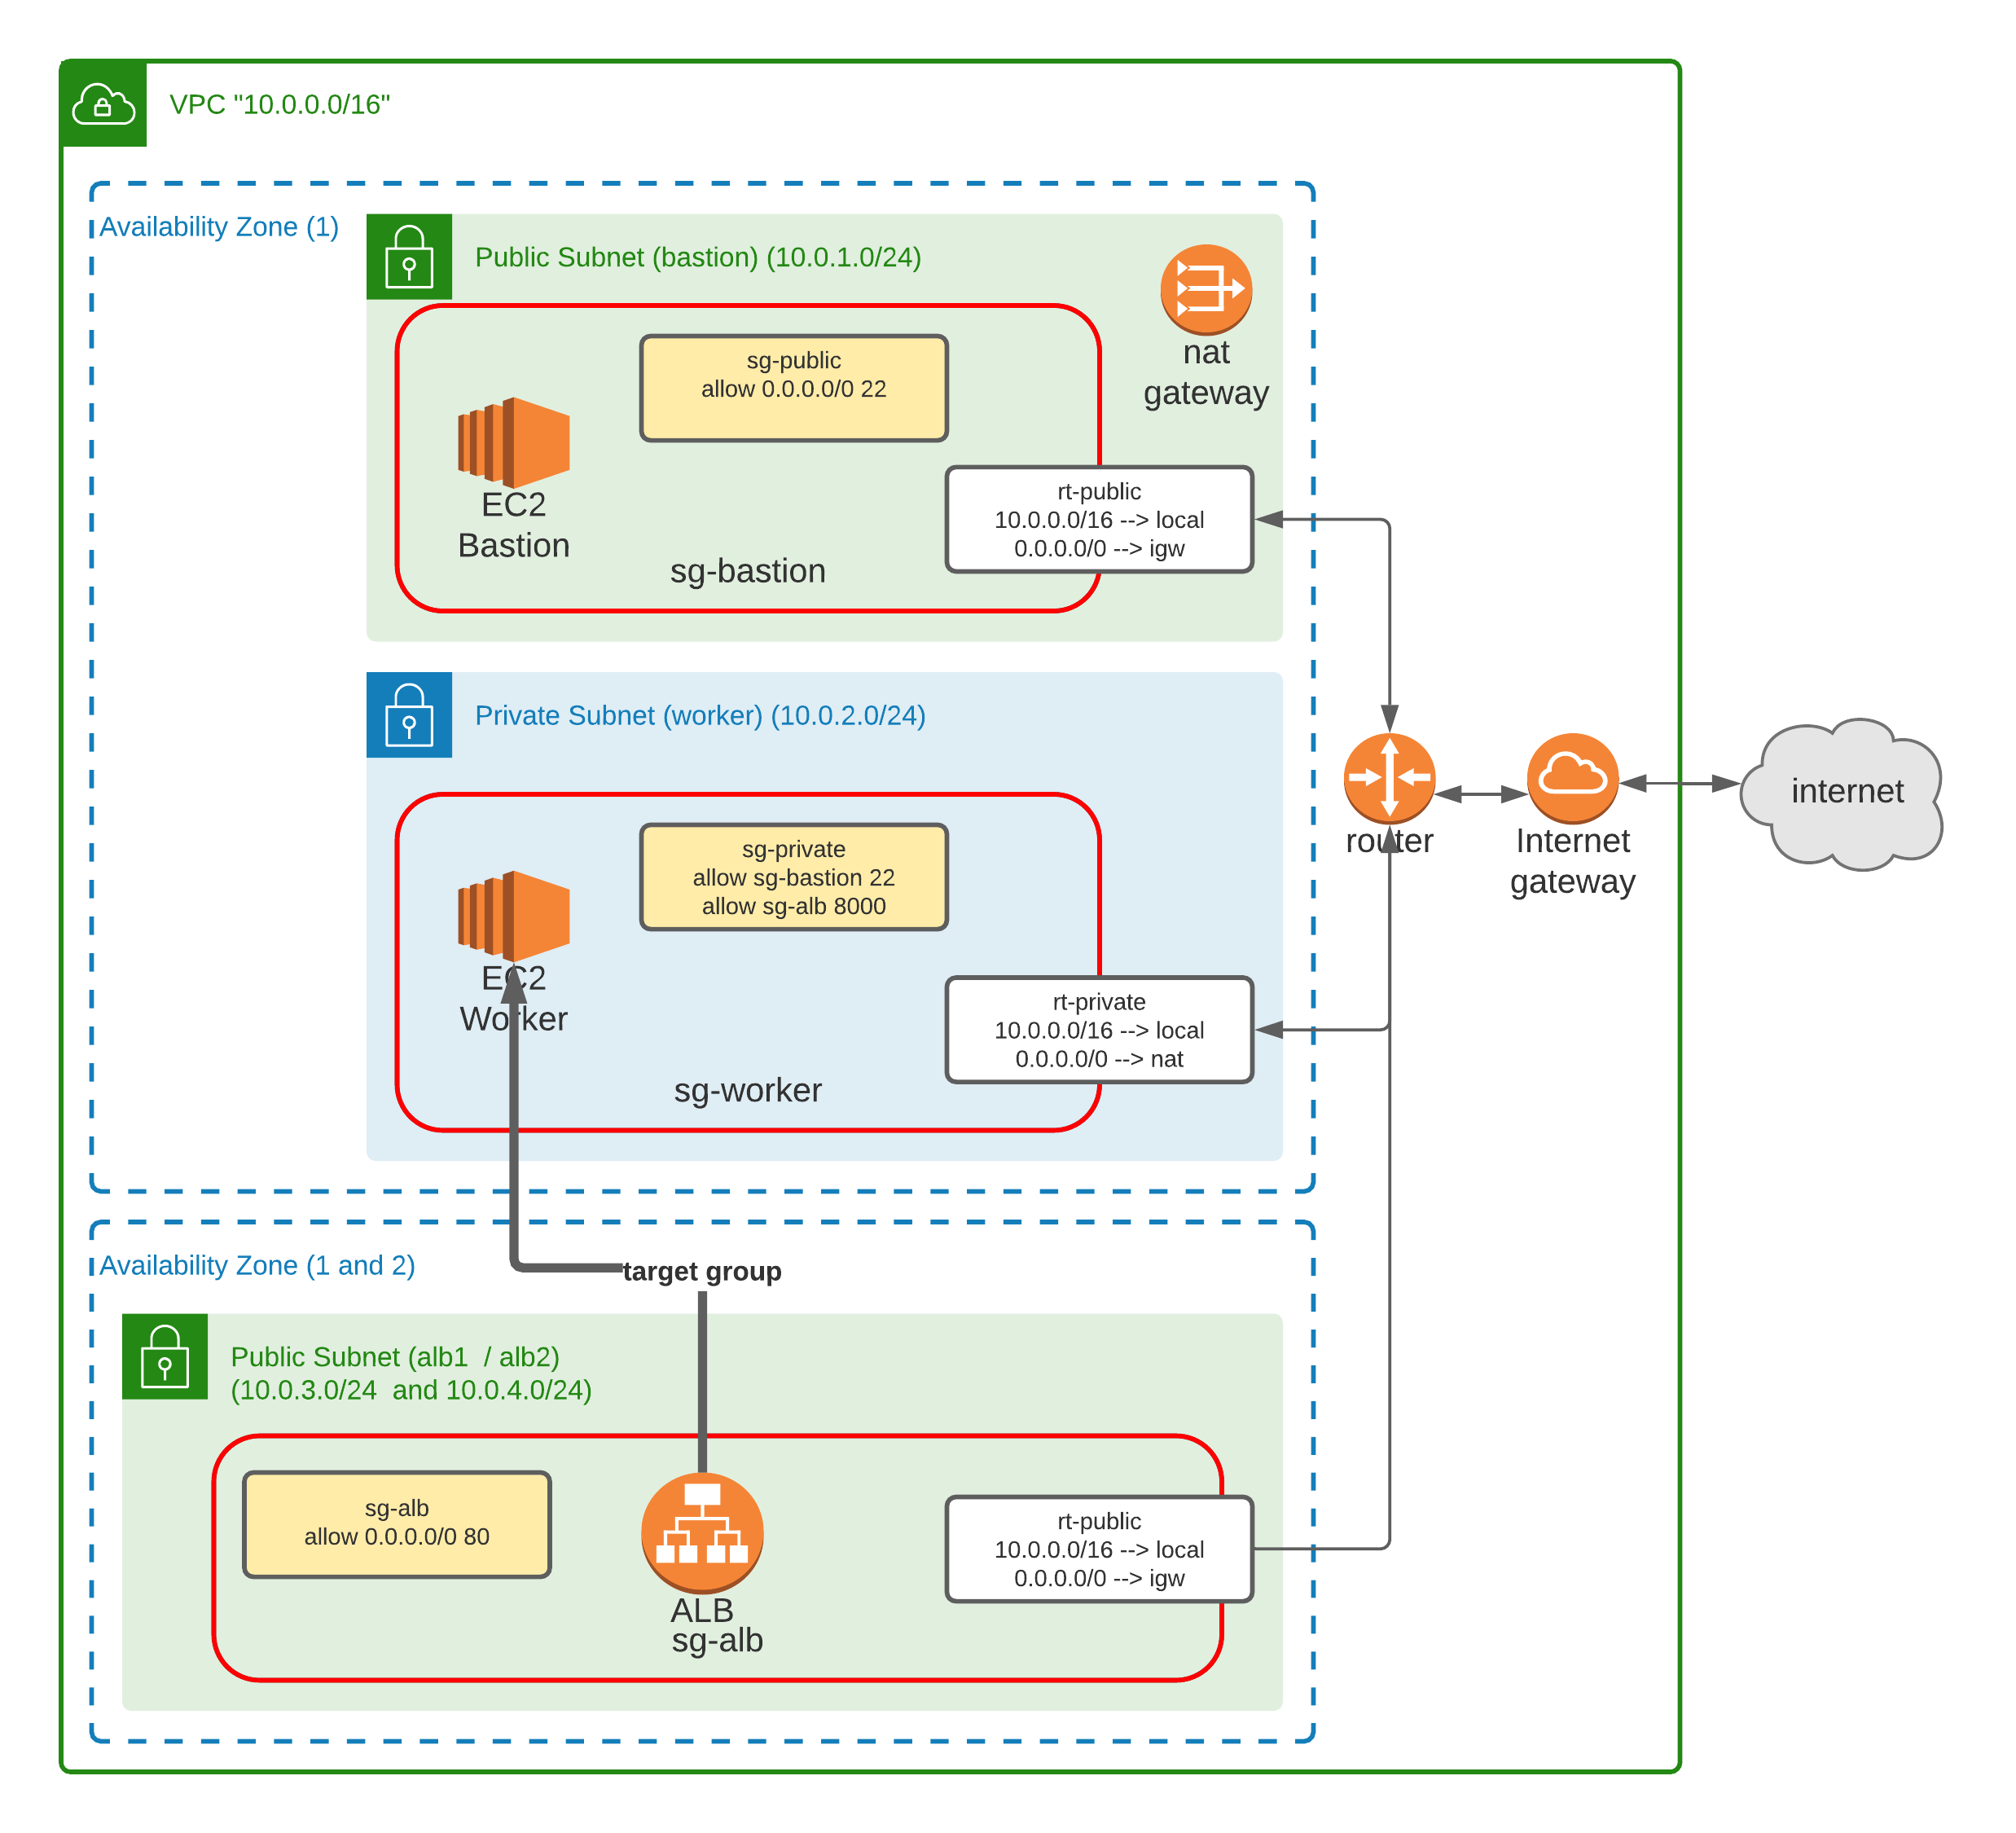 VPC "10.0.0.0/16"
Availability Zone (1)
Public Subnet (bastion) (10.0.1.0/24)
nat
gateway
sg-public
allow 0.0.0.0/0 22
EC2
Bastion
rt-public
10.0.0.0/16 --> local
0.0.0.0/0 --> igw
sg-bastion
Private Subnet (worker) (10.0.2.0/24)
sg-private
allow sg-bastion 22
allow sg-alb 8000
EC2
Worker
rt-private
10.0.0.0/16 --> local
0.0.0.0/0 --> nat
sg-worker
router
Internet
gateway
internet
Availability Zone (1 and 2)
target group
Public Subnet (alb1  / alb2)
(10.0.3.0/24  and 10.0.4.0/24)
sg-alb
allow 0.0.0.0/0 80
ALB
sg-alb
rt-public
10.0.0.0/16 --> local
0.0.0.0/0 --> igw